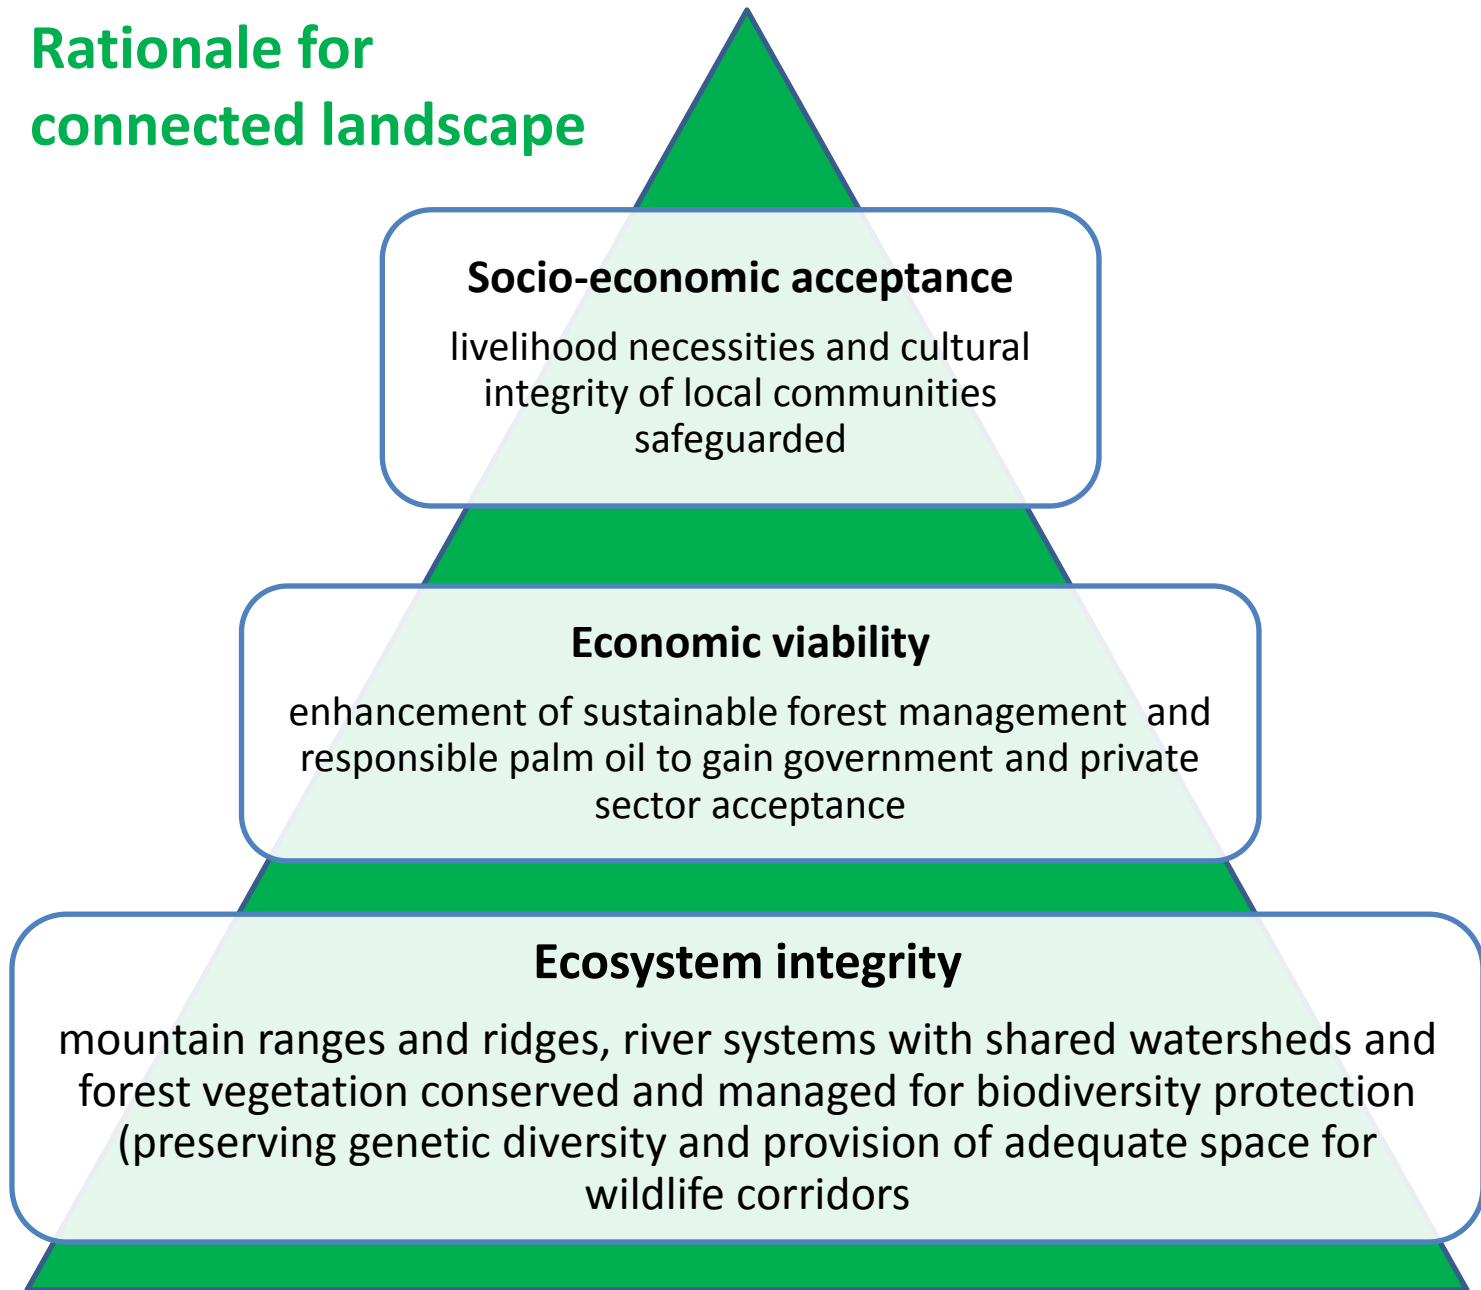 Rationale for
connected landscape
Socio-economic acceptance
livelihood necessities and cultural
integrity of local communities
safeguarded
Economic viability
enhancement of sustainable forest management  and
responsible palm oil to gain government and private
sector acceptance
Ecosystem integrity
mountain ranges and ridges, river systems with shared watersheds and
forest vegetation conserved and managed for biodiversity protection
(preserving genetic diversity and provision of adequate space for
wildlife corridors